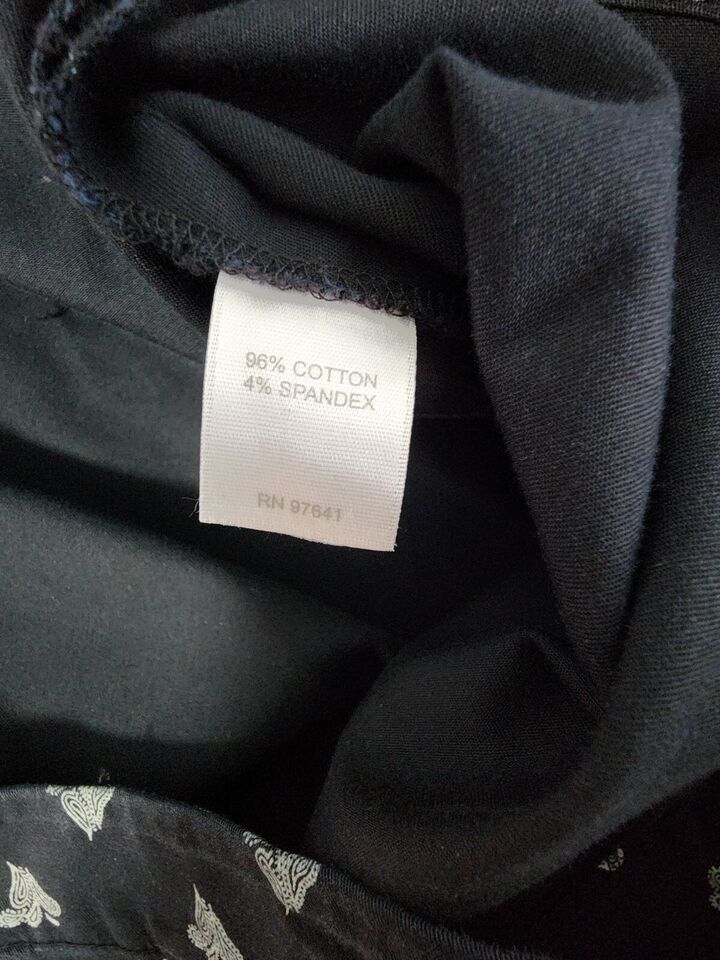 96% COTTON
4% SPANDEX
RN 97641